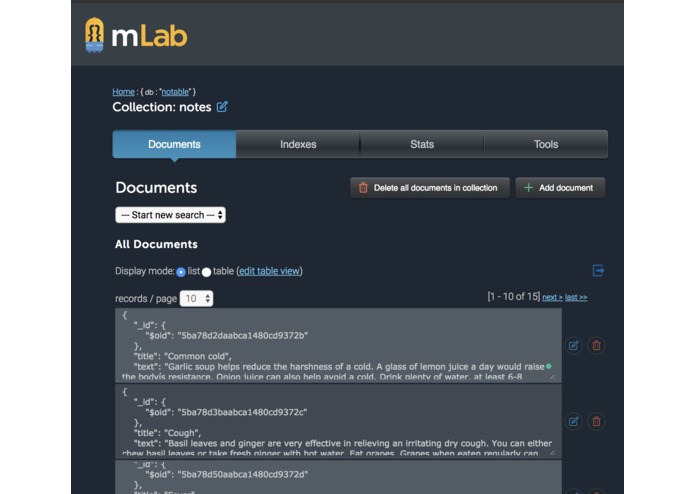 mLab
Home : { db : "notable" }
Collection: notes
Documents Indexes Stats Tools
Documents
Delete all documents in collection
Add document
--- Start new search ---
All Documents
Display mode: list table (edit table view)
records / page 10
[1 - 10 of 15] next > last >>
{
"_id": {
"$oid": "5ba78d2daabca1480cd9372b"
},
"title": "Common cold",
"text": "Garlic soup helps reduce the harshness of a cold. A glass of lemon juice a day would raise
the bodyís resistance. Onion juice can also help avoid a cold. Drink plenty of water, at least 6-8
{
"_id": {
"$oid": "5ba78d3baabca1480cd9372c"
},
"title": "Cough",
"text": "Basil leaves and ginger are very effective in relieving an irritating dry cough. You can either
chew basil leaves or take fresh ginger with hot water. Eat grapes. Grapes when eaten regularly can
"_id": {
"$oid": "5ba78d50aabca1480cd9372d"
},